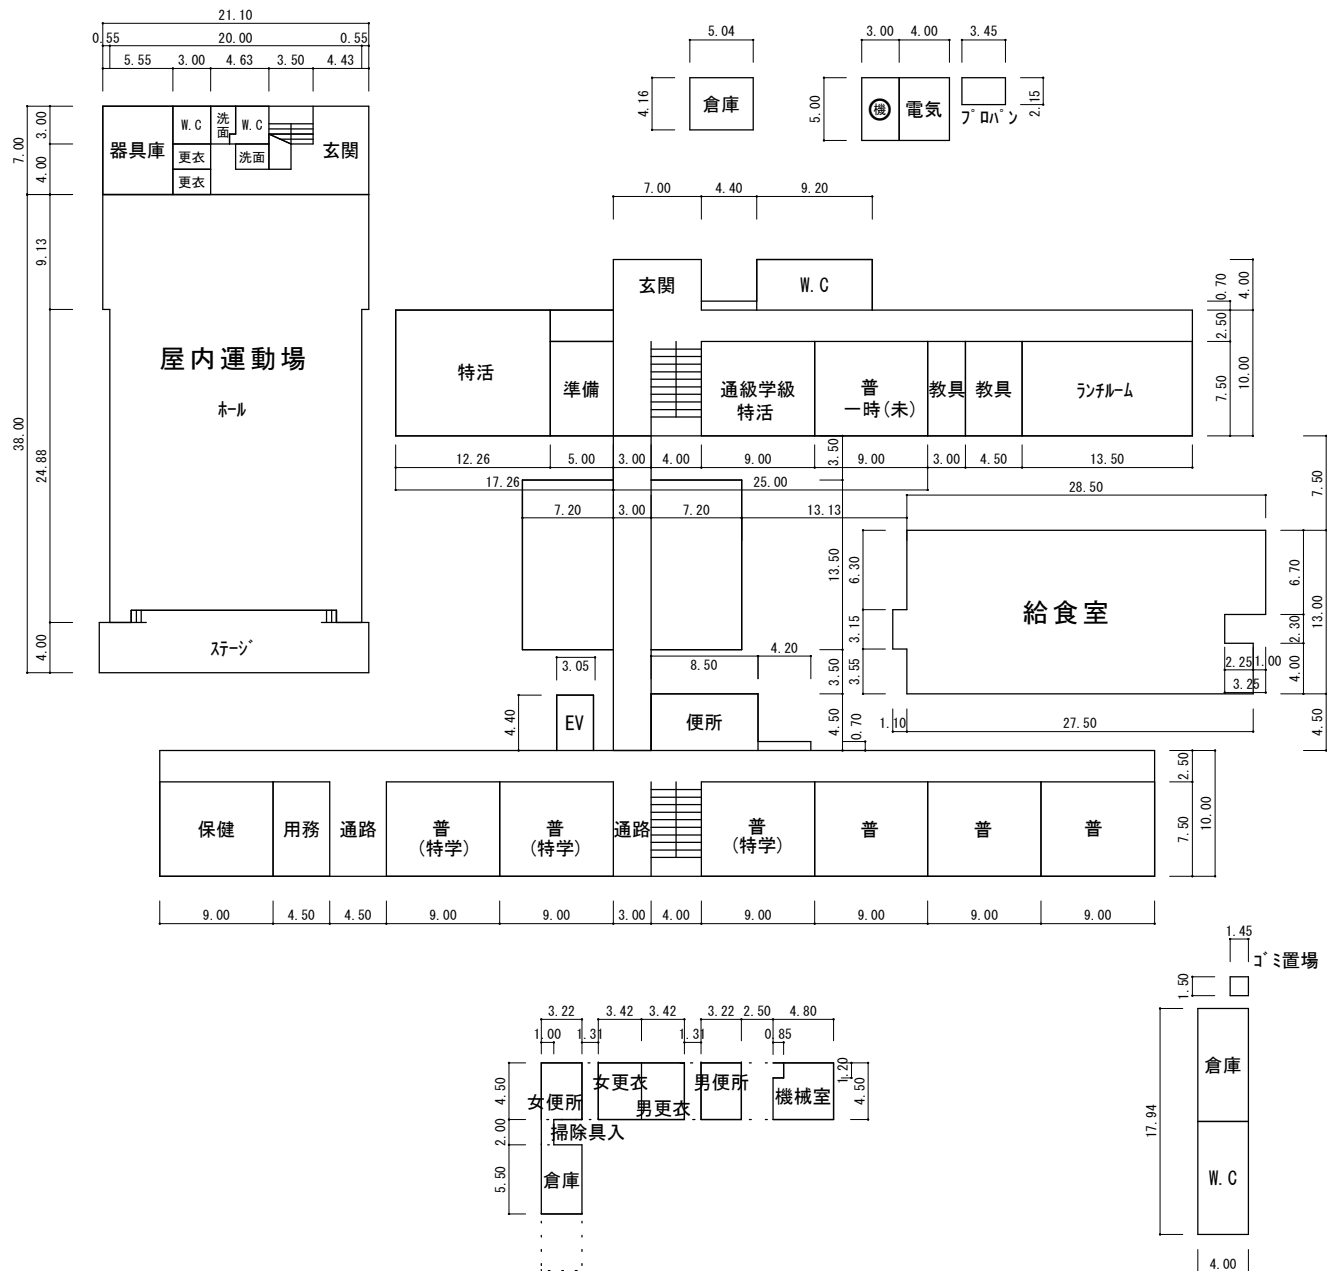 21.10
0.55 20.00 0.55
5.55 3.00 4.63 3.50 4.43
5.04
3.00 4.00 3.45
4.16
倉庫
5.00
機
電気
プロパン
2.15
7.00
3.00
4.00
器具庫
W.C
洗面
W.C
更衣
洗面
更衣
玄関
38.00
9.13
24.88
4.00
屋内運動場
ホール
ステージ
7.00 4.40 9.20
玄関
W.C
0.70
4.00
2.50
7.50
10.00
特活
準備
通級学級
特活
普
一時(未)
教具
教具
ランチルーム
12.26 5.00 3.00 4.00 9.00 9.00 3.00 4.50 13.50
17.26 25.00
3.50
7.50
28.50
7.20 3.00 7.20 13.13
13.50
6.30
3.15
3.55
給食室
6.70
2.30
4.00
13.00
2.25 1.00
3.25
3.05
8.50
4.20
3.50
4.40
EV
便所
4.50
0.70
1.10 27.50
4.50
2.50
7.50
10.00
保健
用務
通路
普
(特学)
普
(特学)
通路
普
(特学)
普
普
普
9.00 4.50 4.50 9.00 9.00 3.00 4.00 9.00 9.00 9.00 9.00
1.45
ゴミ置場
1.50
3.22 3.42 3.42 3.22 2.50 4.80
1.00 1.31 1.31 0.85
4.50
2.00
5.50
女便所
女更衣
男更衣
男便所
機械室
1.20
4.50
掃除具入
倉庫
17.94
倉庫
W.C
4.00